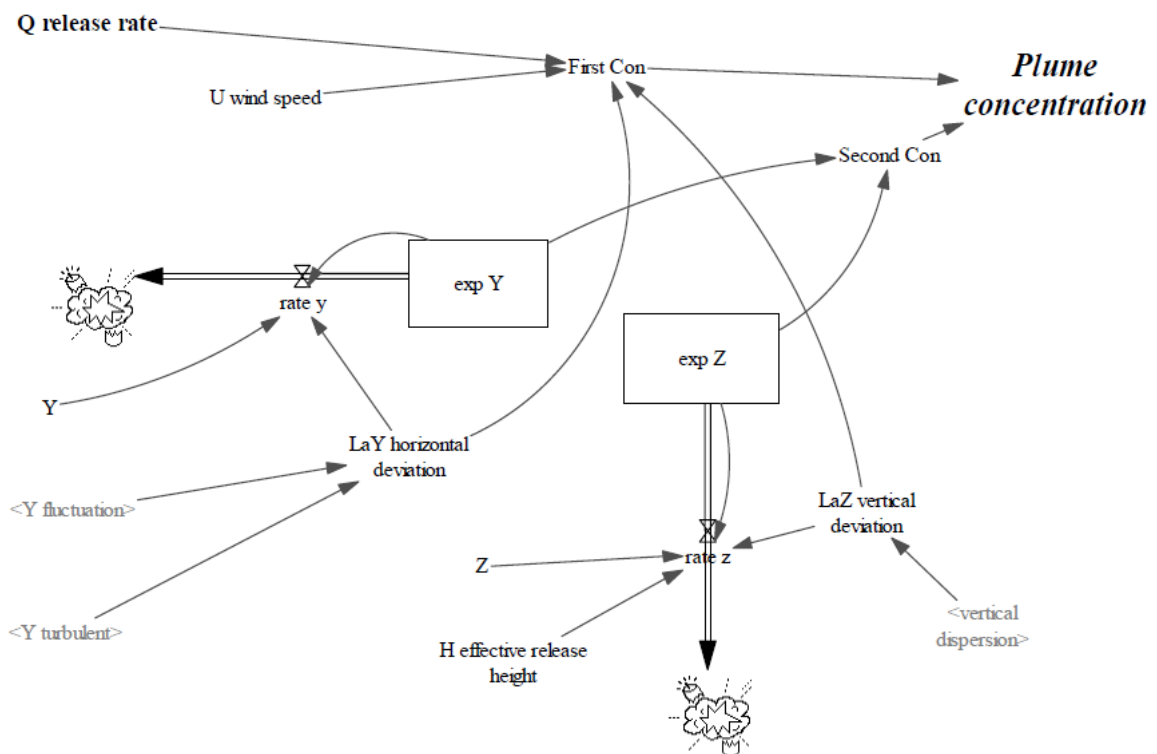 Q release rate
First Con
Plume
concentration
U wind speed
Second Con
exp Y
rate y
exp Z
Y
LaY horizontal
deviation
<Y fluctuation>
LaZ vertical
deviation
Z
rate z
<Y turbulent>
H effective release
height
<vertical
dispersion>